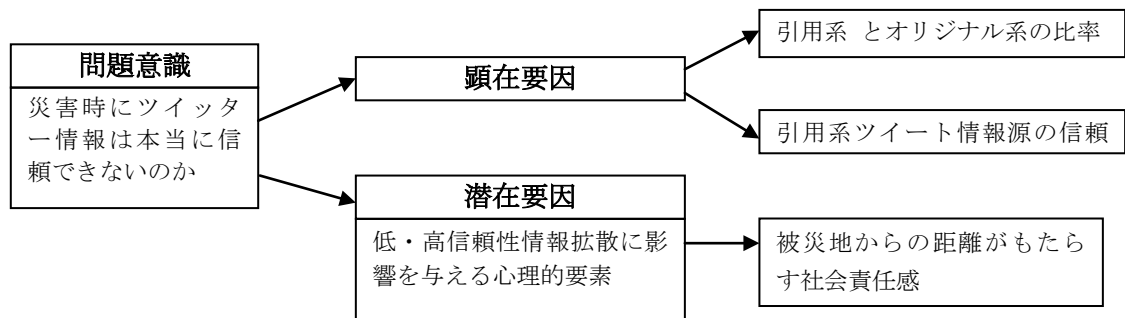 問題意識
災害時にツイッタ
ー情報は本当に信
頼できないのか
顕在要因
引用系 とオリジナル系の比率
引用系ツイート情報源の信頼
潜在要因
低・高信頼性情報拡散に影
響を与える心理的要素
被災地からの距離がもたら
す社会責任感